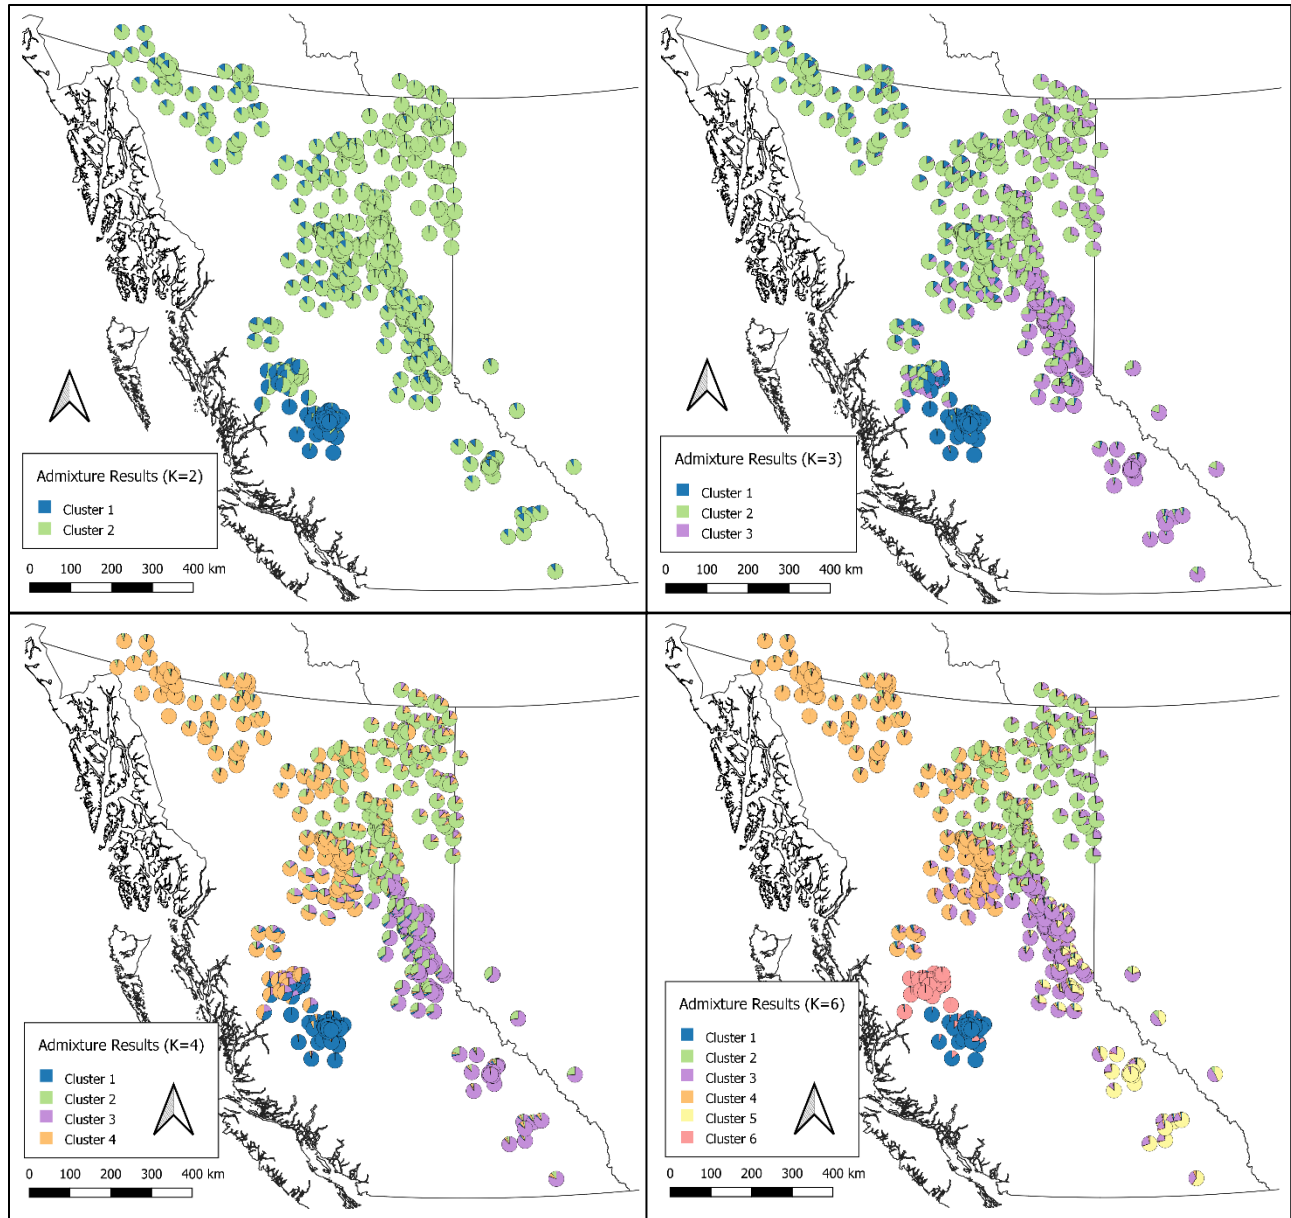 Admixture Results (K=2)
Cluster 1
Cluster 2
0 100 200 300 400 km
Admixture Results (K=3)
Cluster 1
Cluster 2
Cluster 3
0 100 200 300 400 km
Admixture Results (K=4)
Cluster 1
Cluster 2
Cluster 3
Cluster 4
0 100 200 300 400 km
Admixture Results (K=6)
Cluster 1
Cluster 2
Cluster 3
Cluster 4
Cluster 5
Cluster 6
0 100 200 300 400 km